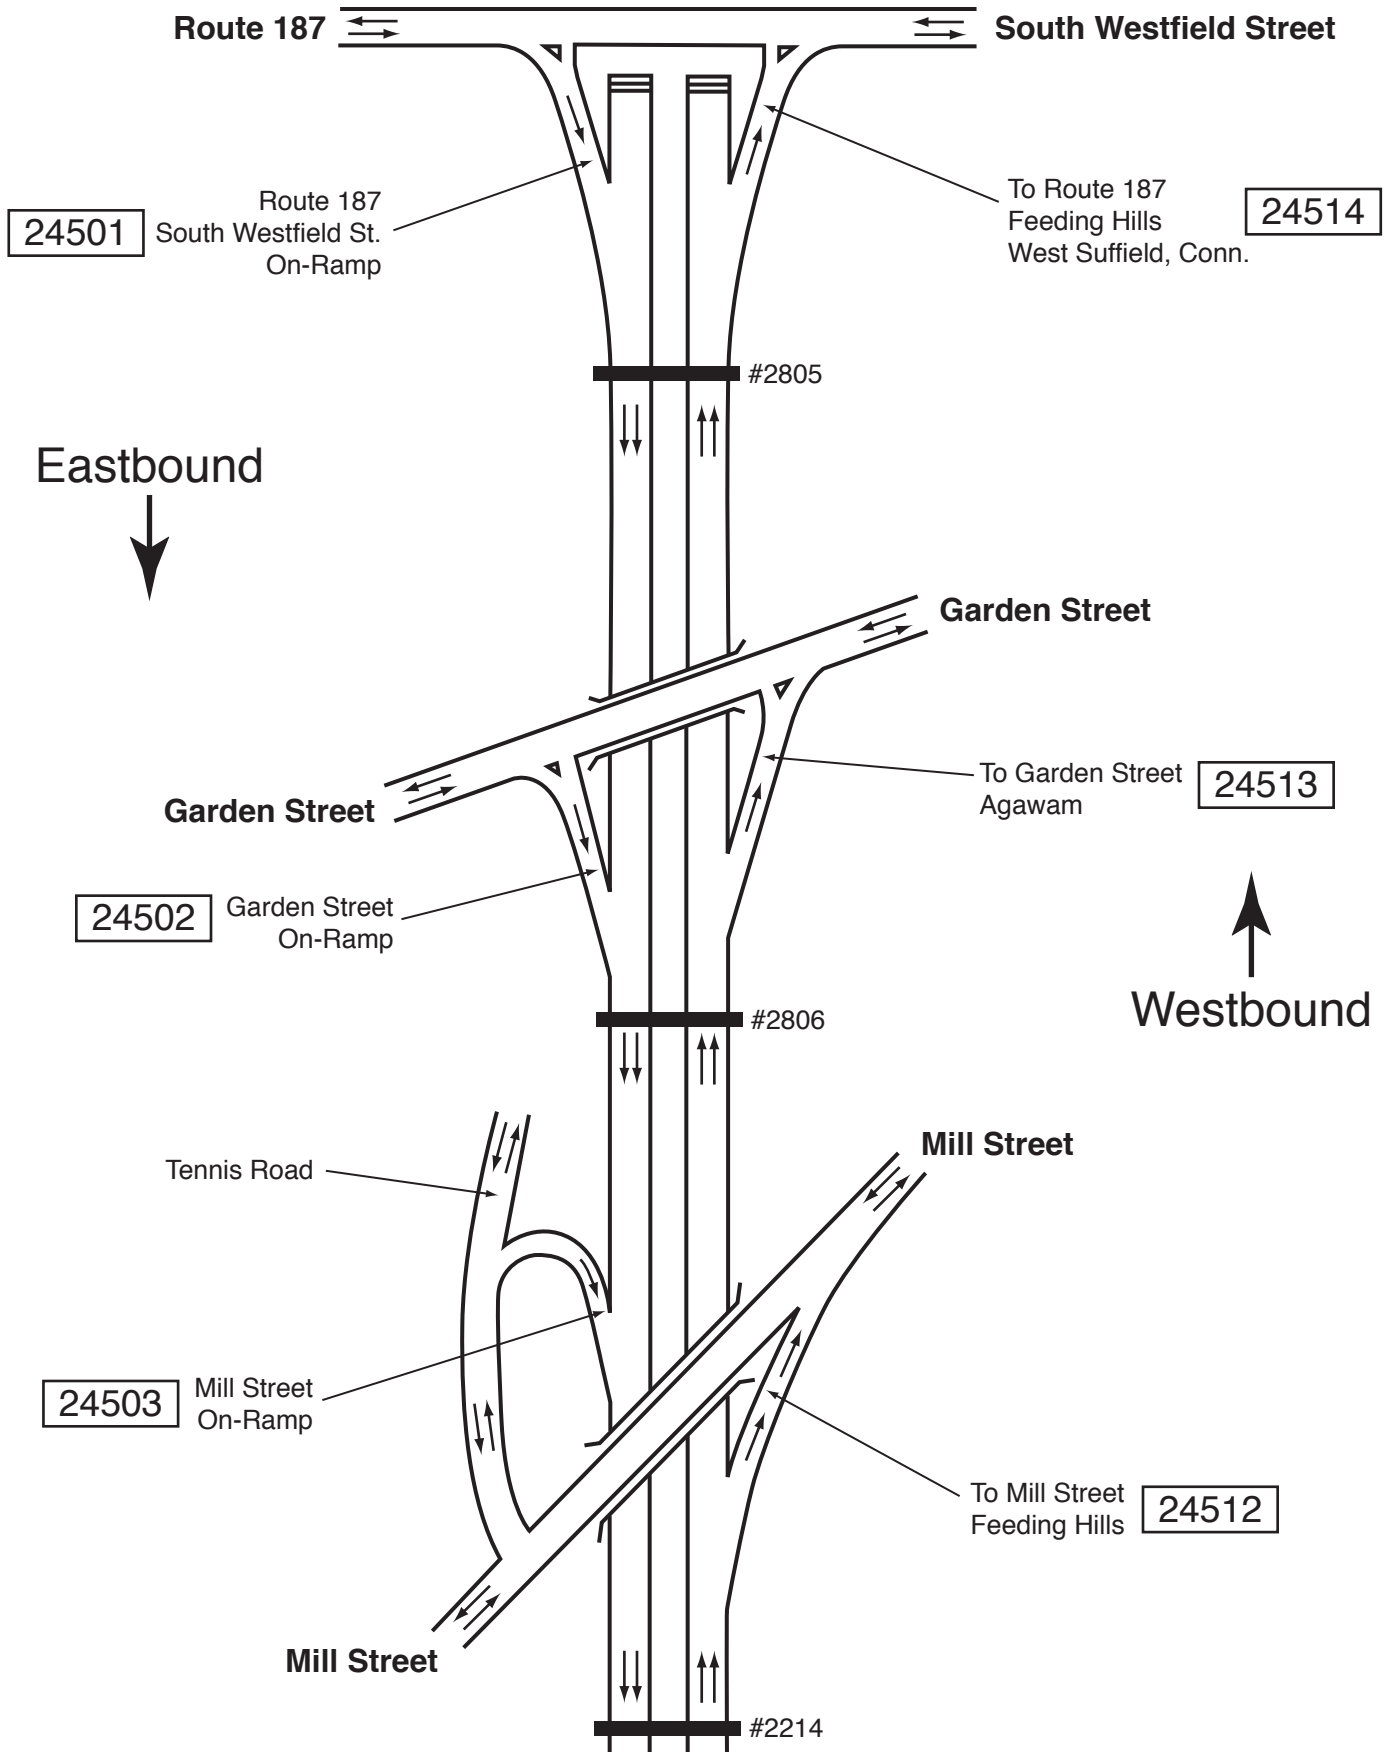 Route 187
South Westfield Street
24501
Route 187
South Westfield St.
On-Ramp
To Route 187
Feeding Hills
West Suffield, Conn.
24514
#2805
Eastbound
Garden Street
Garden Street
To Garden Street
Agawam
24513
24502
Garden Street
On-Ramp
Westbound
#2806
Mill Street
Tennis Road
24503
Mill Street
On-Ramp
To Mill Street
Feeding Hills
24512
Mill Street
#2214